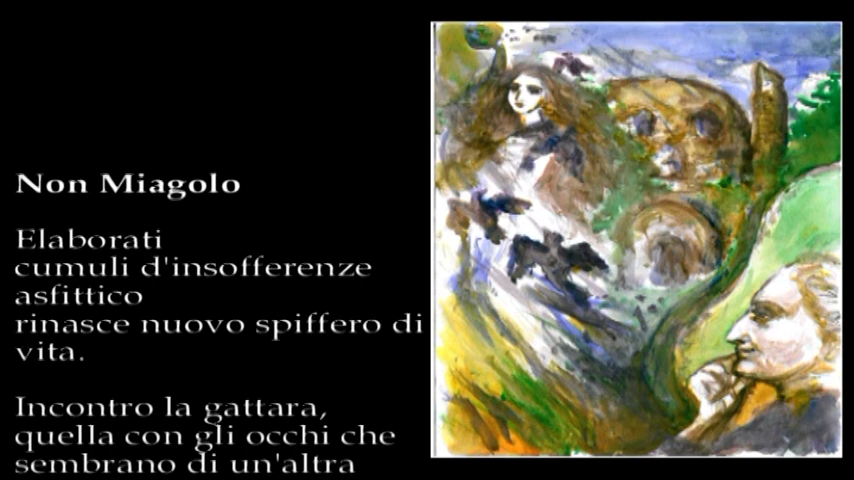 Non Miagolo
Elaborati
cumuli d'insofferenze
asfittico
rinasce nuovo spiffero di
vita.
Incontro la gattara,
quella con gli occhi che
sembrano di un'altra